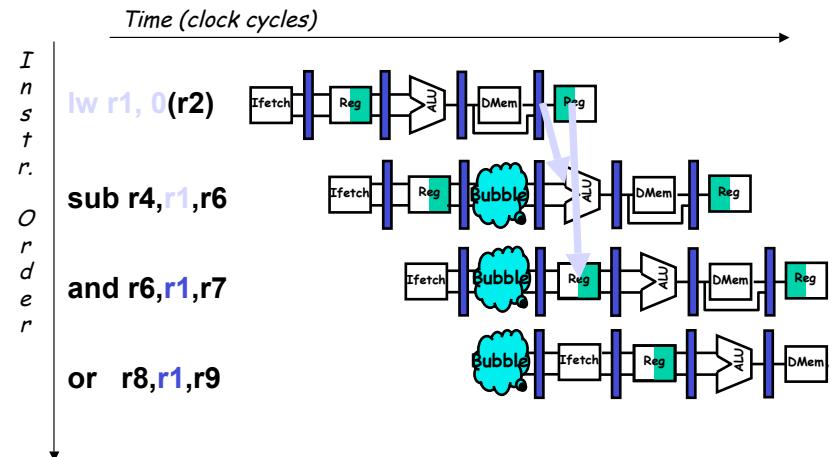 Time (clock cycles)
I
n
s
t
r.
O
r
d
e
r
lw r1, 0(r2)
Ifetch Reg ALU DMem Reg
sub r4,r1,r6
Ifetch Reg Bubble ALU DMem Reg
and r6,r1,r7
Ifetch Bubble Reg ALU DMem Reg
or r8,r1,r9
Bubble Ifetch Reg ALU DMem